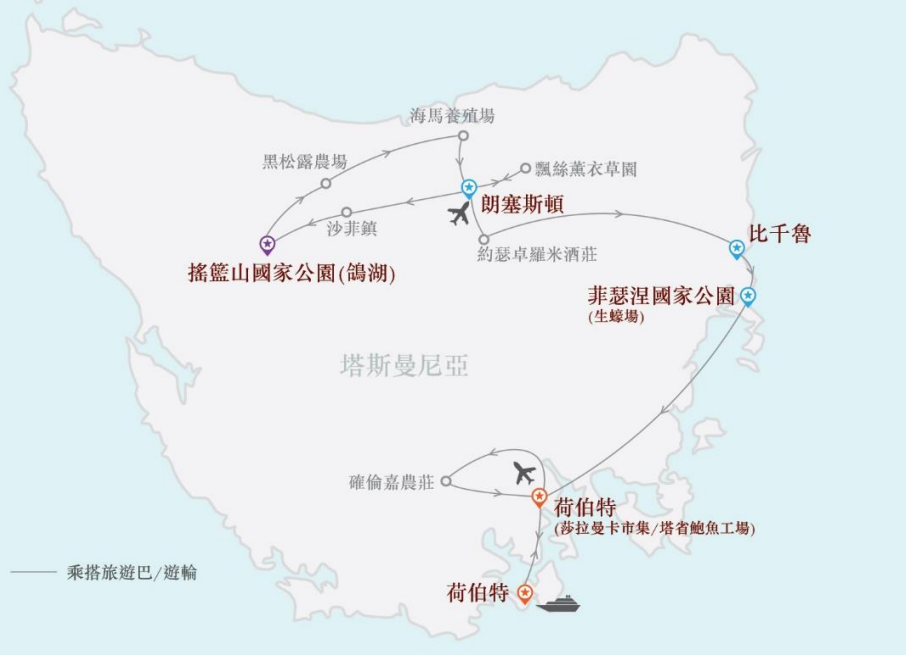 海馬養殖場
黑松露農場
飄絲薰衣草園
朗塞斯頓
沙菲鎮
比千魯
約瑟卓羅米酒莊
搖籃山國家公園(鴿湖)
菲瑟涅國家公園
(生蠔場)
塔斯曼尼亞
確倫嘉農莊
荷伯特
(莎拉曼卡市集/塔省鮑魚工場)
乘搭旅遊巴/遊輪
荷伯特